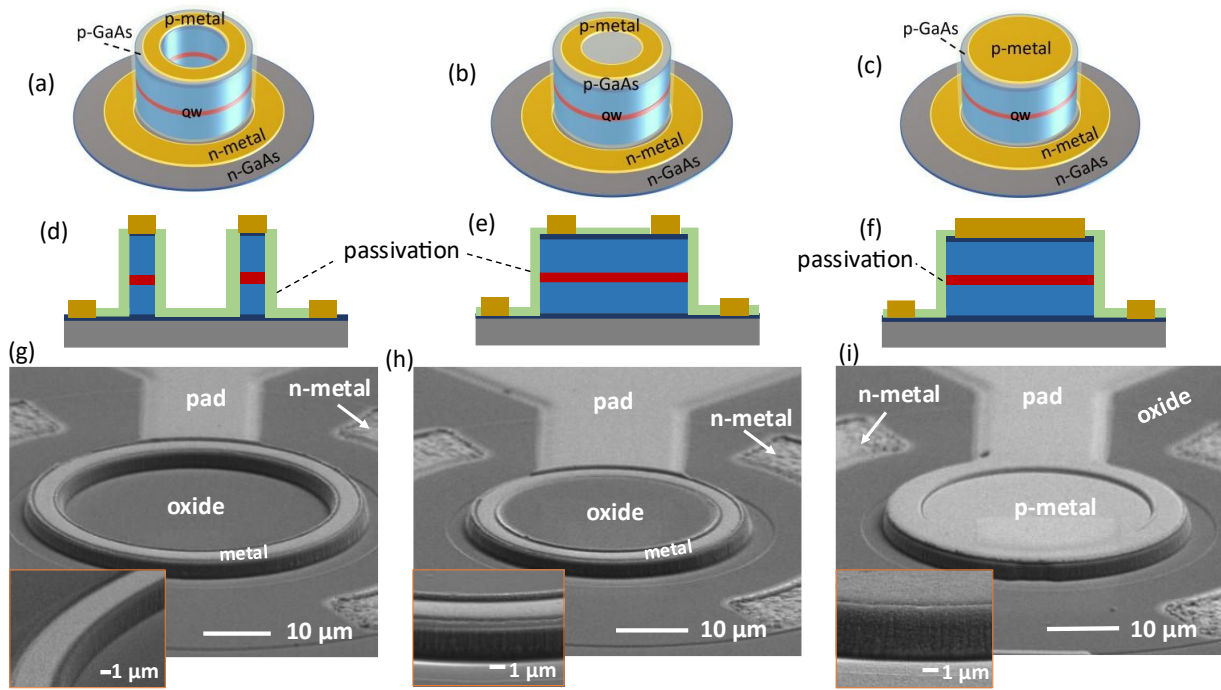 (a)
p-GaAs
p-metal
QW
n-metal
n-GaAs
(b)
p-metal
p-GaAs
QW
n-metal
n-GaAs
(c)
p-GaAs
p-metal
QW
n-metal
n-GaAs
(d)
passivation
(e)
passivation
(f)
(g)
pad
n-metal
oxide
metal
10 µm
1 µm
(h)
pad
n-metal
oxide
metal
10 µm
1 µm
(i)
n-metal
pad
oxide
p-metal
10 µm
1 µm